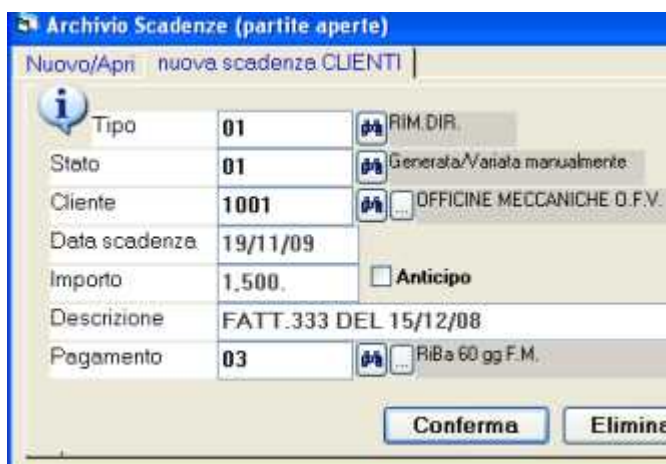 Archivio Scadenze (partite aperte)
Nuovo/Apri nuova scadenza CLIENTI
Tipo 01 RIM.DIR.
Stato 01 Generata/Variata manualmente
Cliente 1001 ... OFFICINE MECCANICHE O.F.V.
Data scadenza 19/11/09
Importo 1,500. Anticipo
Descrizione FATT.333 DEL 15/12/08
Pagamento 03 ... RiBa 60 gg F.M.
Conferma Elimina